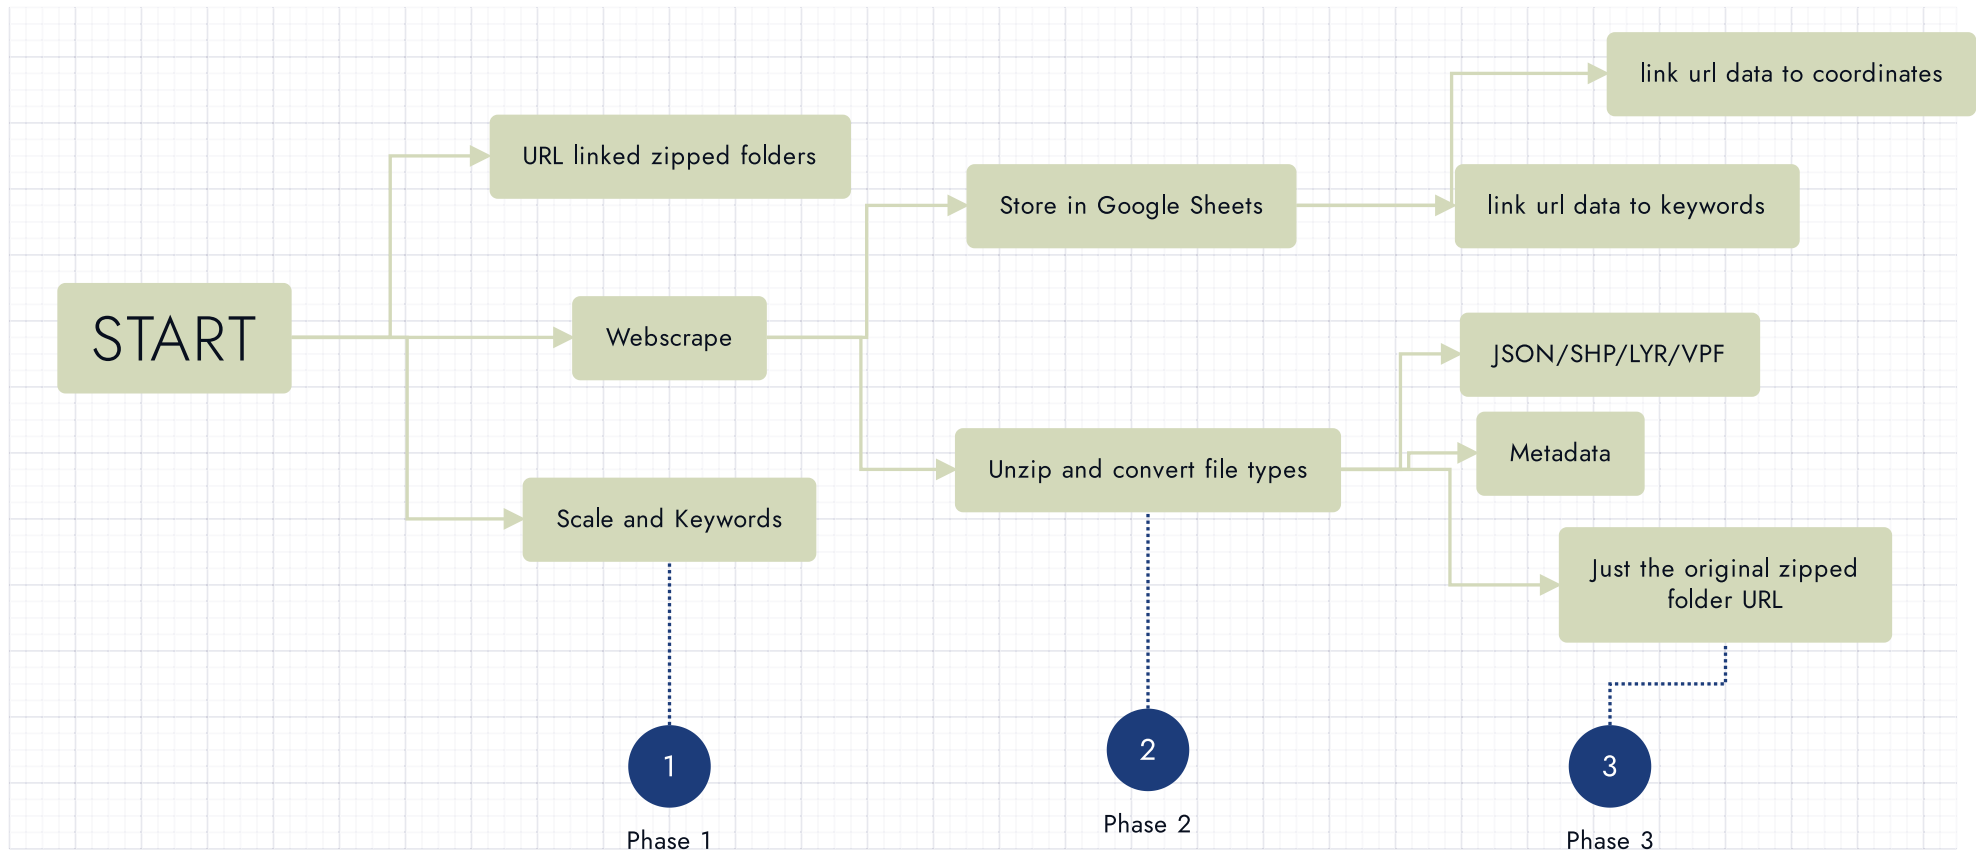 link url data to coordinates
URL linked zipped folders
Store in Google Sheets
link url data to keywords
START
Webscrape
JSON/SHP/LYR/VPF
Metadata
Unzip and convert file types
Scale and Keywords
Just the original zipped
folder URL
1
2
3
Phase 1
Phase 2
Phase 3